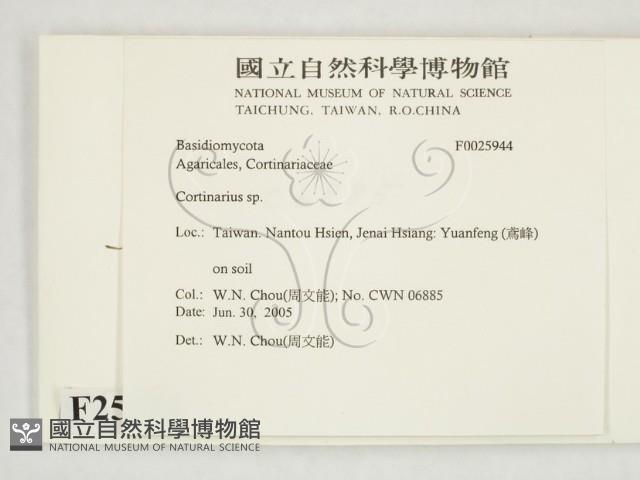 國立自然科學博物館
NATIONAL MUSEUM OF NATURAL SCIENCE
TAICHUNG, TAIWAN, R.O.CHINA
Basidiomycota F0025944
Agaricales, Cortinariaceae
Cortinarius sp.
Loc.: Taiwan. Nantou Hsien, Jenai Hsiang: Yuanfeng (鳶峰)
on soil
Col.: W.N. Chou(周文能); No. CWN 06885
Date: Jun. 30, 2005
Det.: W.N. Chou(周文能)
F25
國立自然科學博物館
NATIONAL MUSEUM OF NATURAL SCIENCE